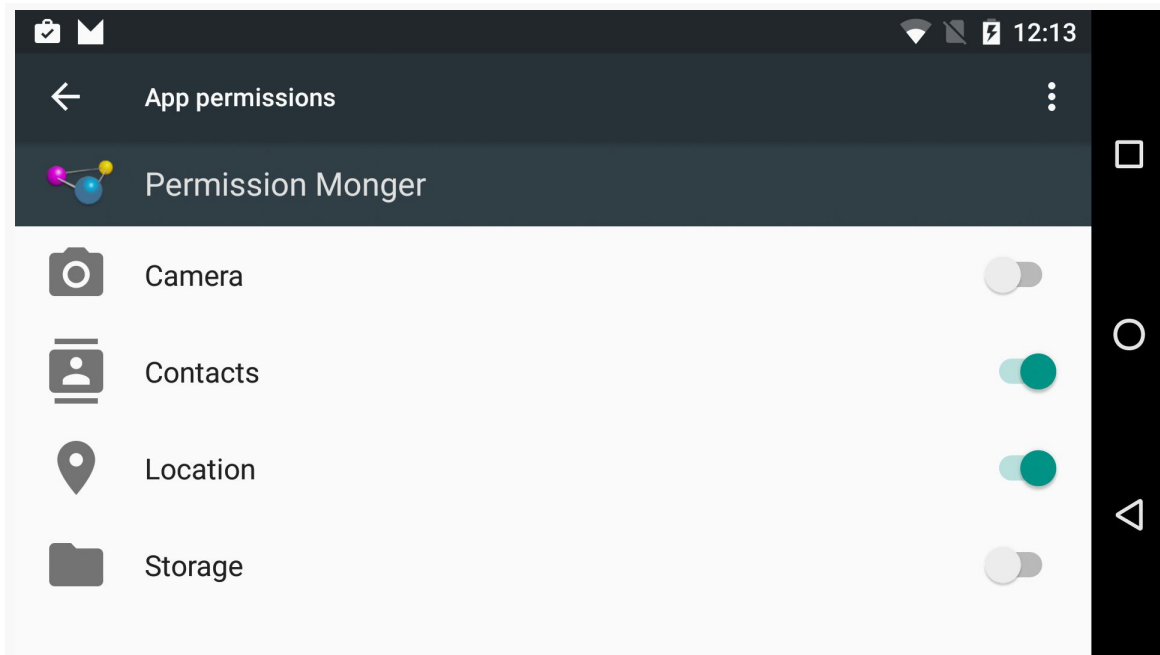 12:13
App permissions
Permission Monger
Camera
Contacts
Location
Storage